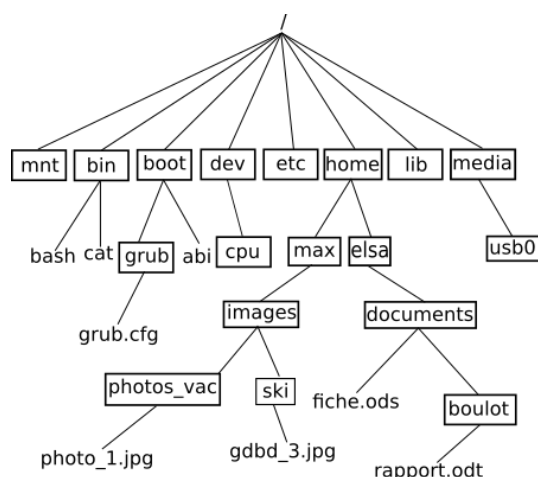 /
mnt bin boot dev etc home lib media
bash cat grub abi cpu max elsa usb0
grub.cfg images documents
photos_vac ski fiche.ods boulot
photo_1.jpg gdbd_3.jpg rapport.odt